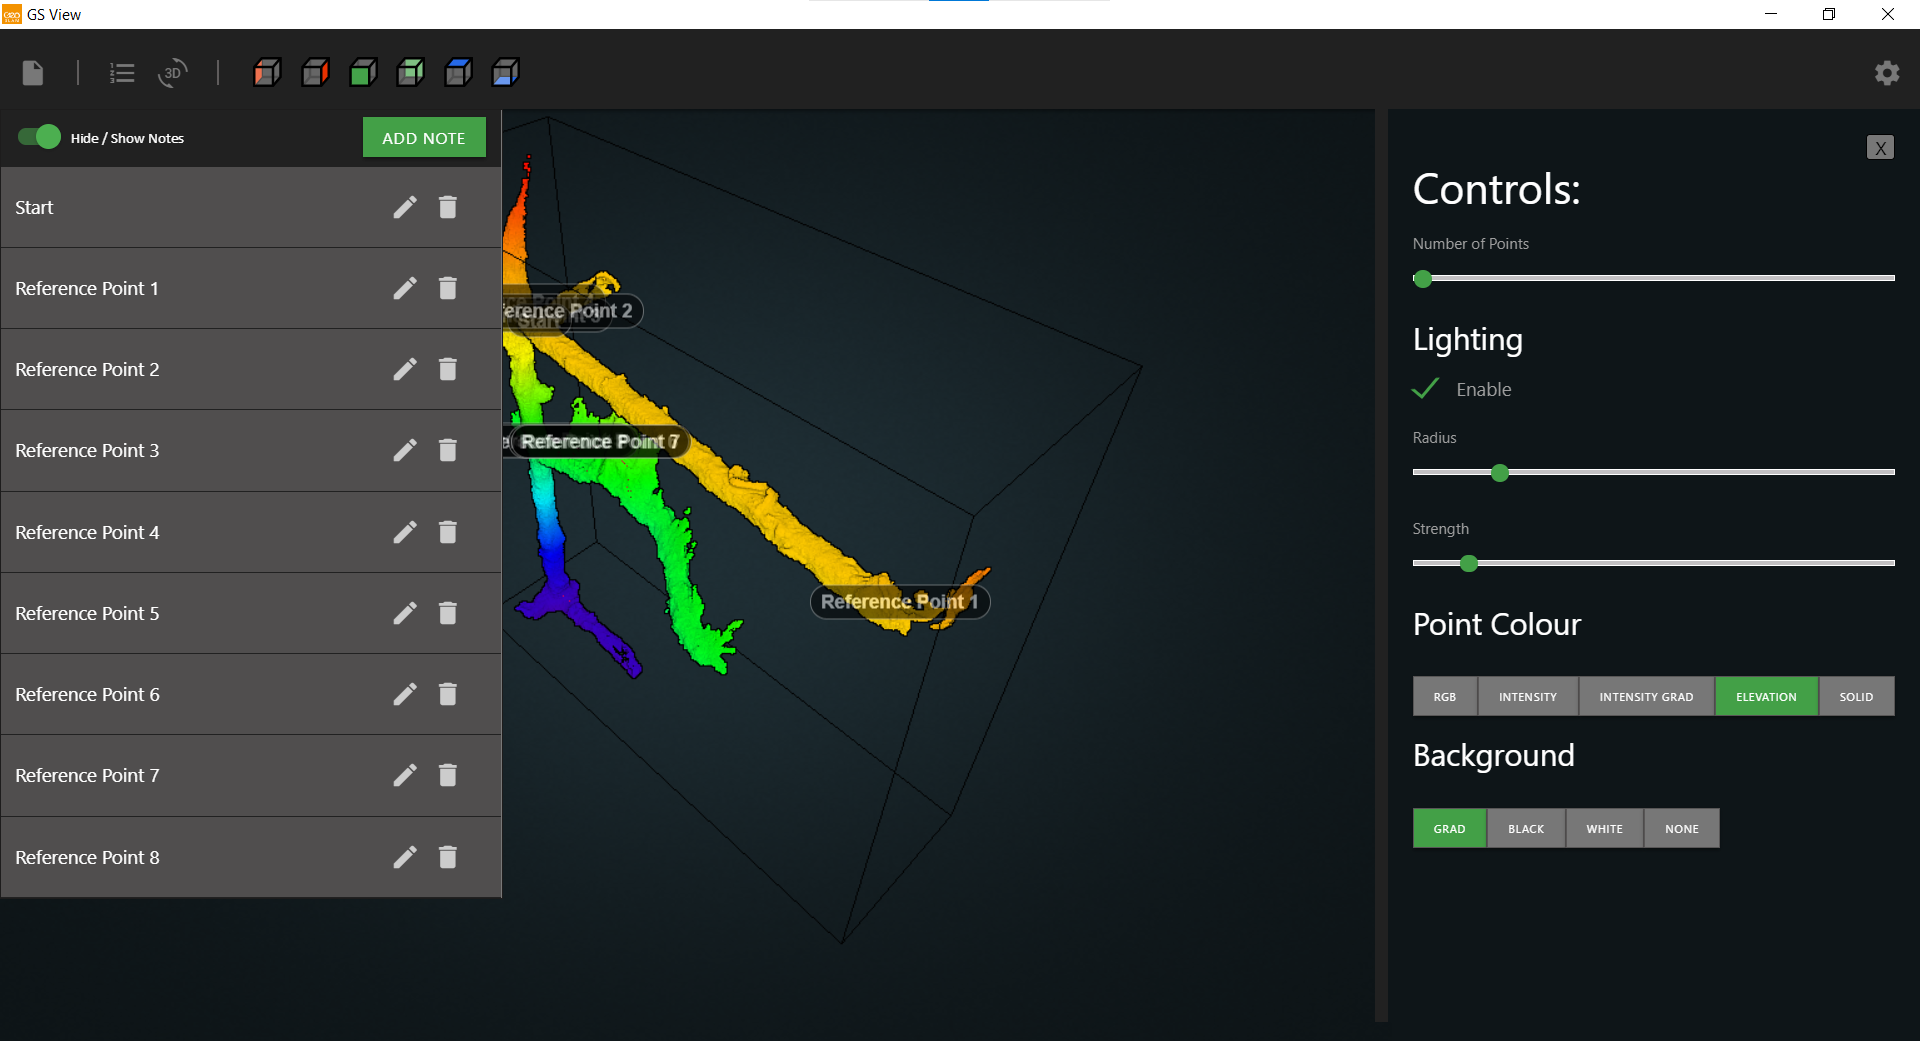 GS View
3D
Hide / Show Notes
ADD NOTE
Start
Reference Point 1
Reference Point 2
Reference Point 3
Reference Point 4
Reference Point 5
Reference Point 6
Reference Point 7
Reference Point 8
erence Point 2
Start
Reference Point 7
Reference Point 1
X
Controls:
Number of Points
Lighting
Enable
Radius
Strength
Point Colour
RGB INTENSITY INTENSITY GRAD ELEVATION SOLID
Background
GRAD BLACK WHITE NONE